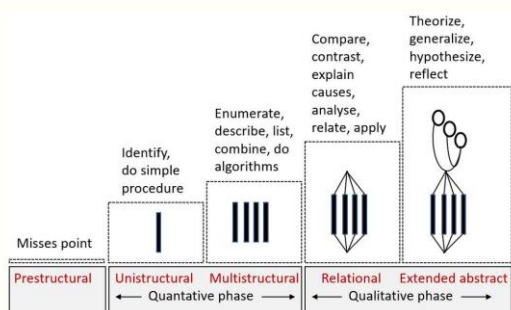 Misses point
Identify,
do simple
procedure
Enumerate,
describe, list,
combine, do
algorithms
Compare,
contrast,
explain
causes,
analyse,
relate, apply
Theorize,
generalize,
hypothesize,
reflect
Prestructural
Unistructural
Multistructural
Quantative phase
Relational
Extended abstract
Qualitative phase